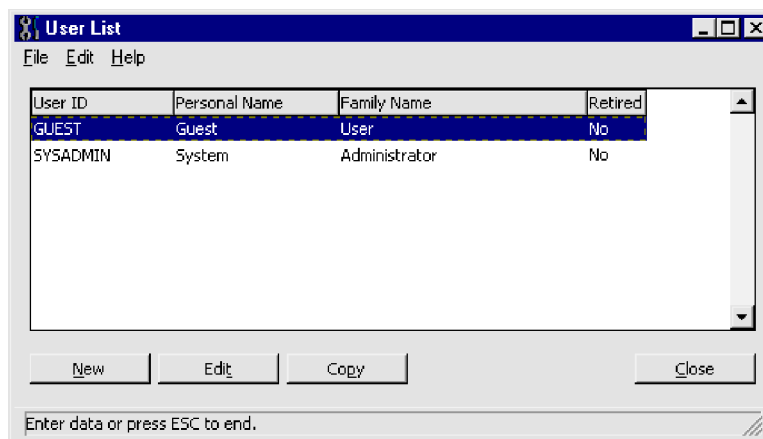 User List
File Edit Help
User ID Personal Name Family Name Retired
GUEST Guest User No
SYSADMIN System Administrator No
New Edit Copy Close
Enter data or press ESC to end.